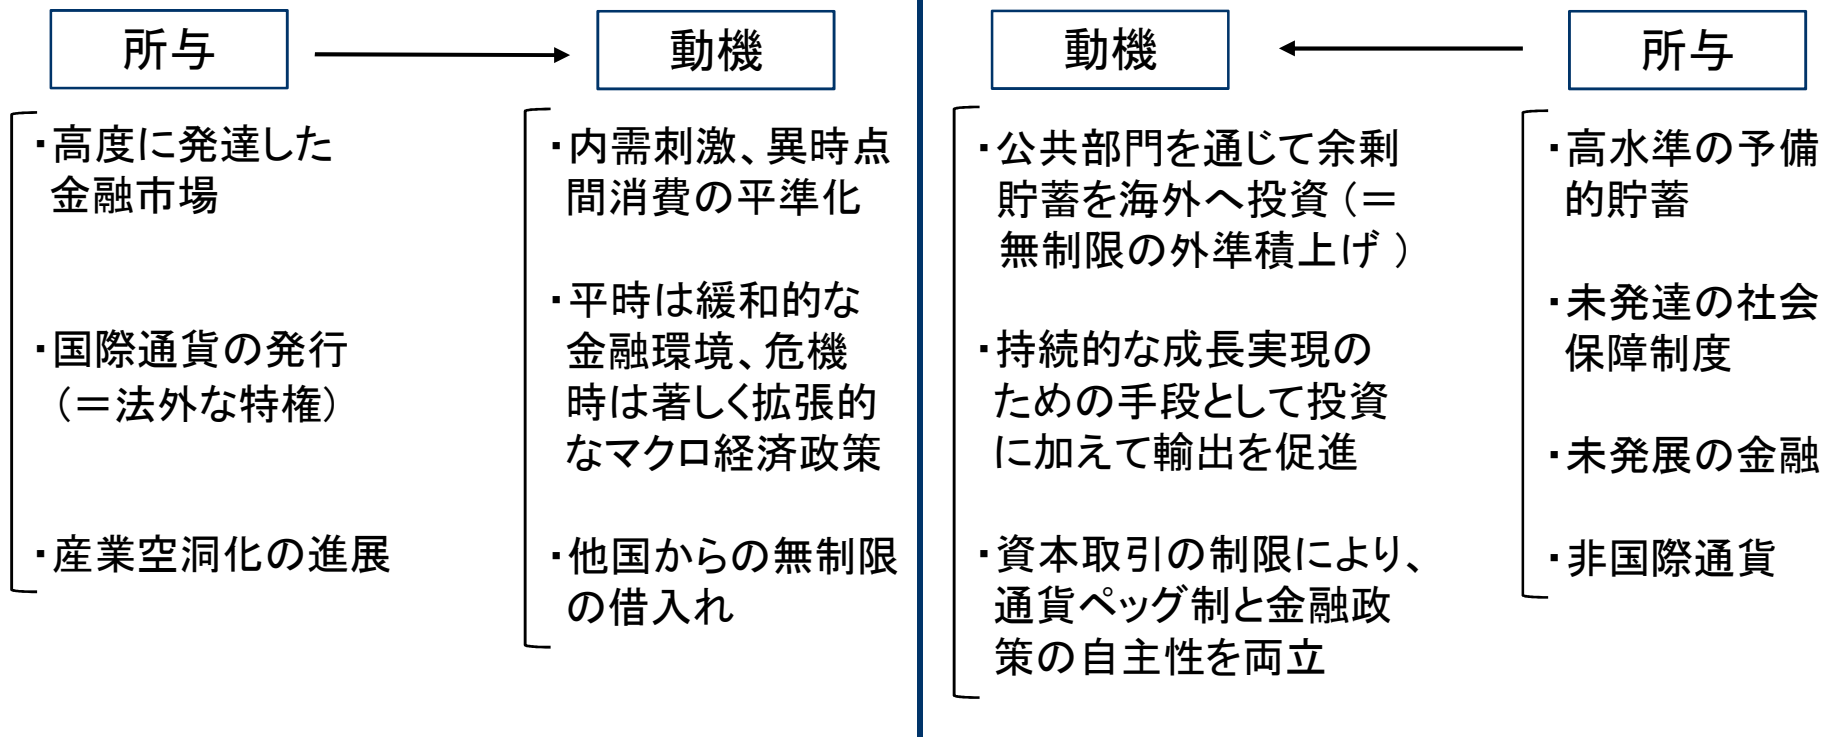 所与
・高度に発達した
金融市場
・国際通貨の発行
（＝法外な特権）
・産業空洞化の進展
動機
・内需刺激、異時点
間消費の平準化
・平時は緩和的な
金融環境、危機
時は著しく拡張的
なマクロ経済政策
・他国からの無制限
の借入れ
動機
・公共部門を通じて余剰
貯蓄を海外へ投資（＝
無制限の外準積上げ ）
・持続的な成長実現の
ための手段として投資
に加えて輸出を促進
・資本取引の制限により、
通貨ペッグ制と金融政
策の自主性を両立
所与
・高水準の予備
的貯蓄
・未発達の社会
保障制度
・未発展の金融
・非国際通貨